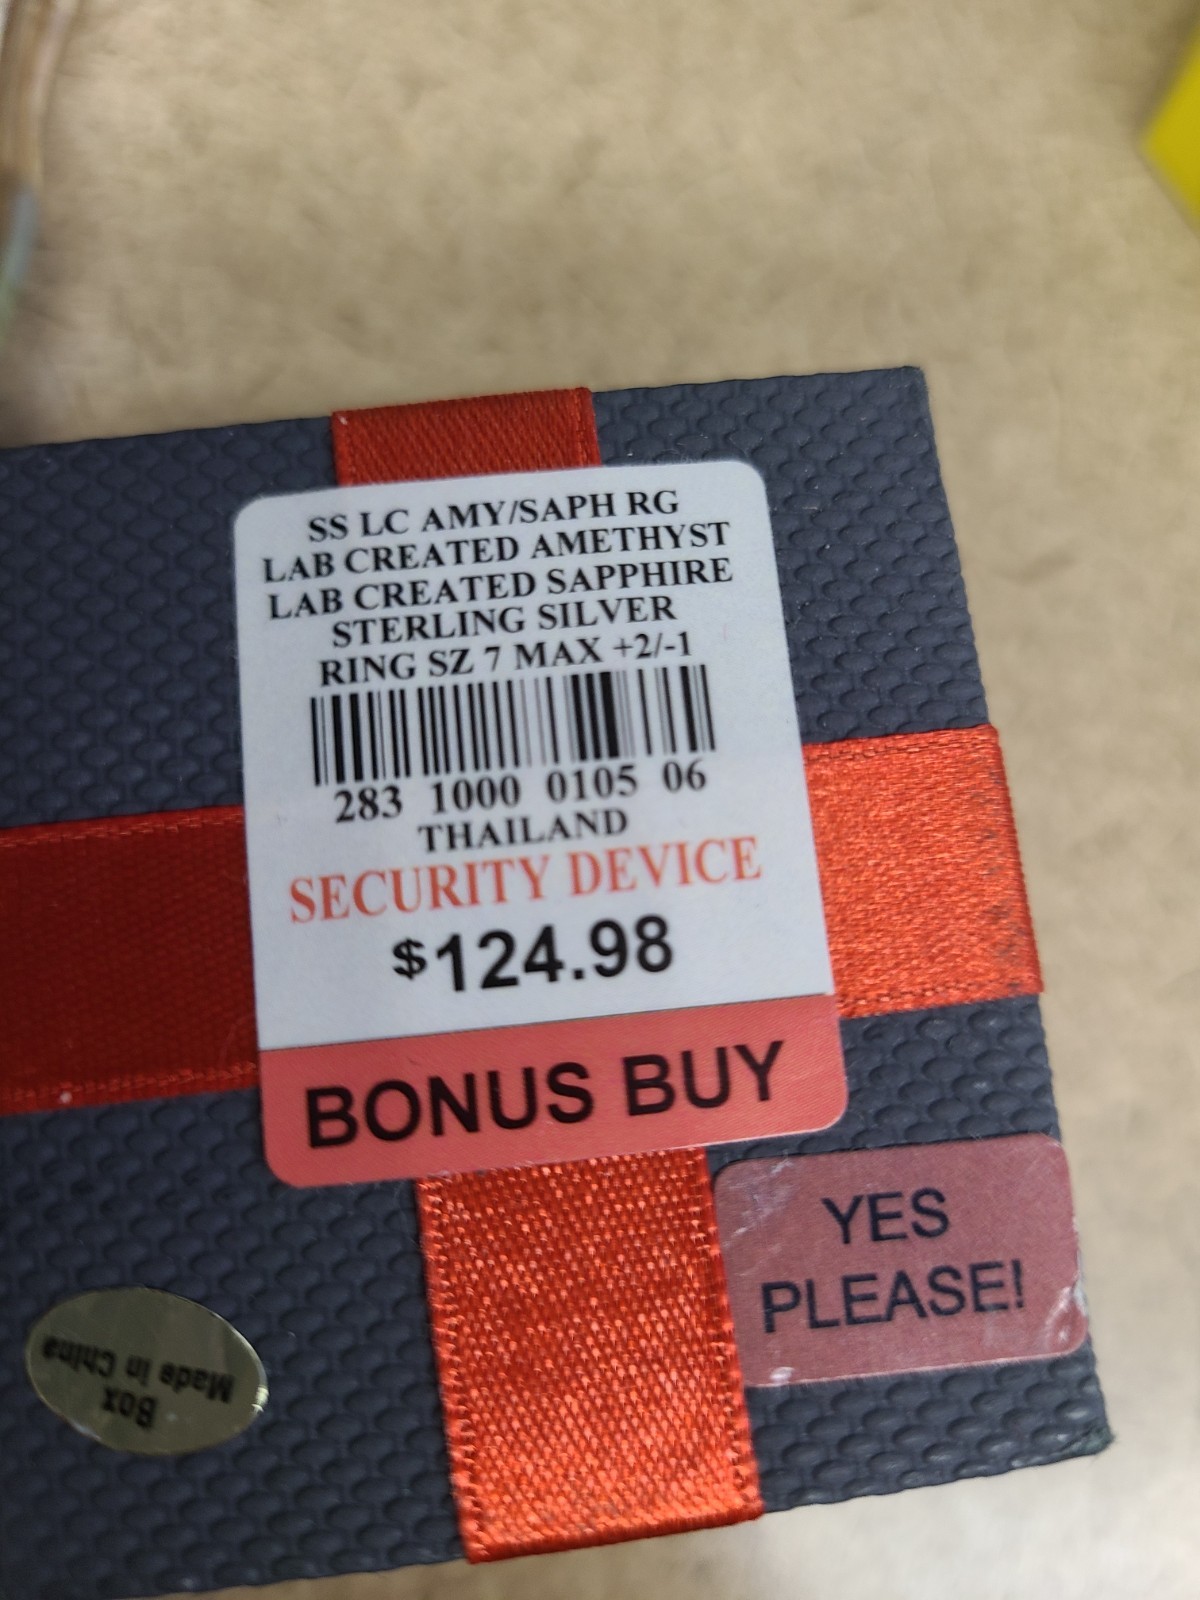 SS LC AMY/SAPH RG
LAB CREATED AMETHYST
LAB CREATED SAPPHIRE
STERLING SILVER
RING SZ 7 MAX +2/-1
283 1000 0105 06
THAILAND
SECURITY DEVICE
$124.98
BONUS BUY
YES
PLEASE!
Box
Made in China